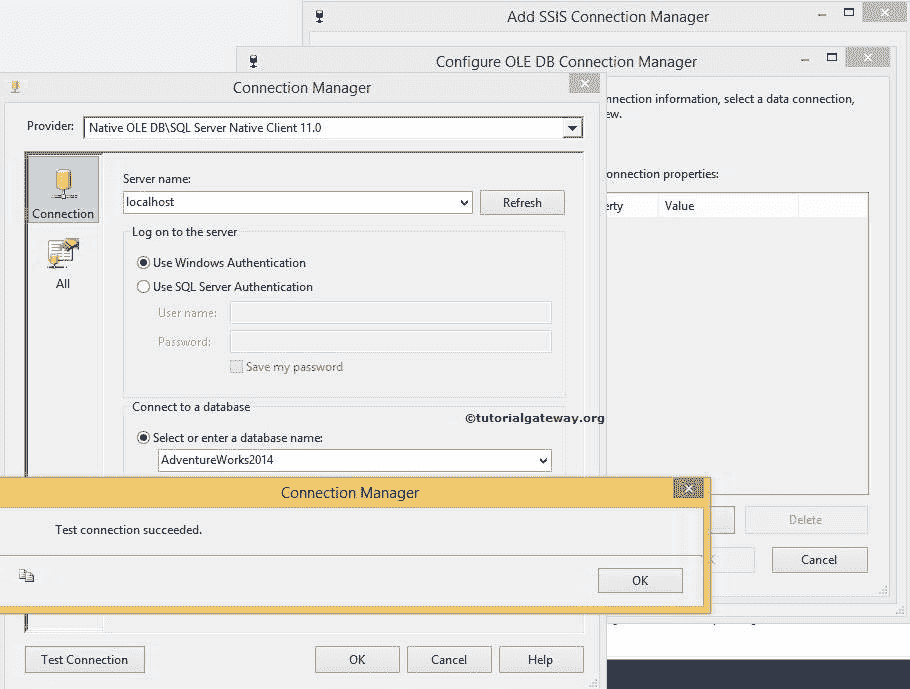 Add SSIS Connection Manager
Configure OLE DB Connection Manager
Connection Manager
connection information, select a data connection,
Provider:
Native OLE DB\SQL Server Native Client 11.0
Connection
All
Server name:
localhost
Refresh
Log on to the server
Use Windows Authentication
Use SQL Server Authentication
User name:
Password:
Save my password
Connect to a database
©tutorialgateway.org
Select or enter a database name:
AdventureWorks2014
onnection properties:
erty
Value
Connection Manager
Test connection succeeded.
OK
Delete
Cancel
Test Connection
OK
Cancel
Help